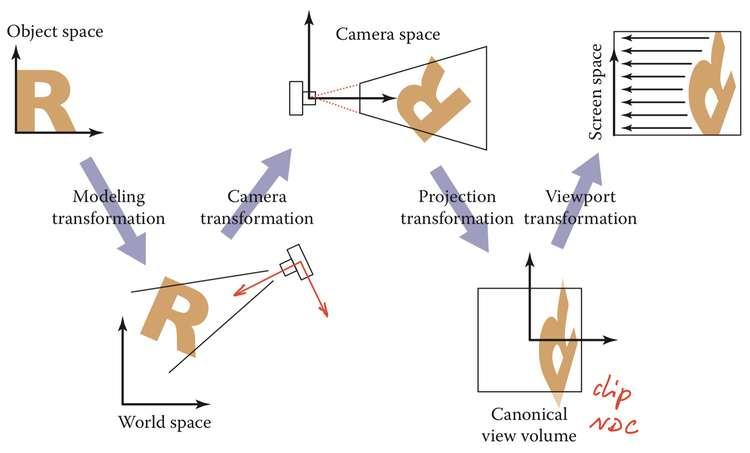 Object space
Camera space
Screen space
Modeling
transformation
Camera
transformation
Projection
transformation
Viewport
transformation
R
R
R
World space
Canonical
view volume
clip
NDC